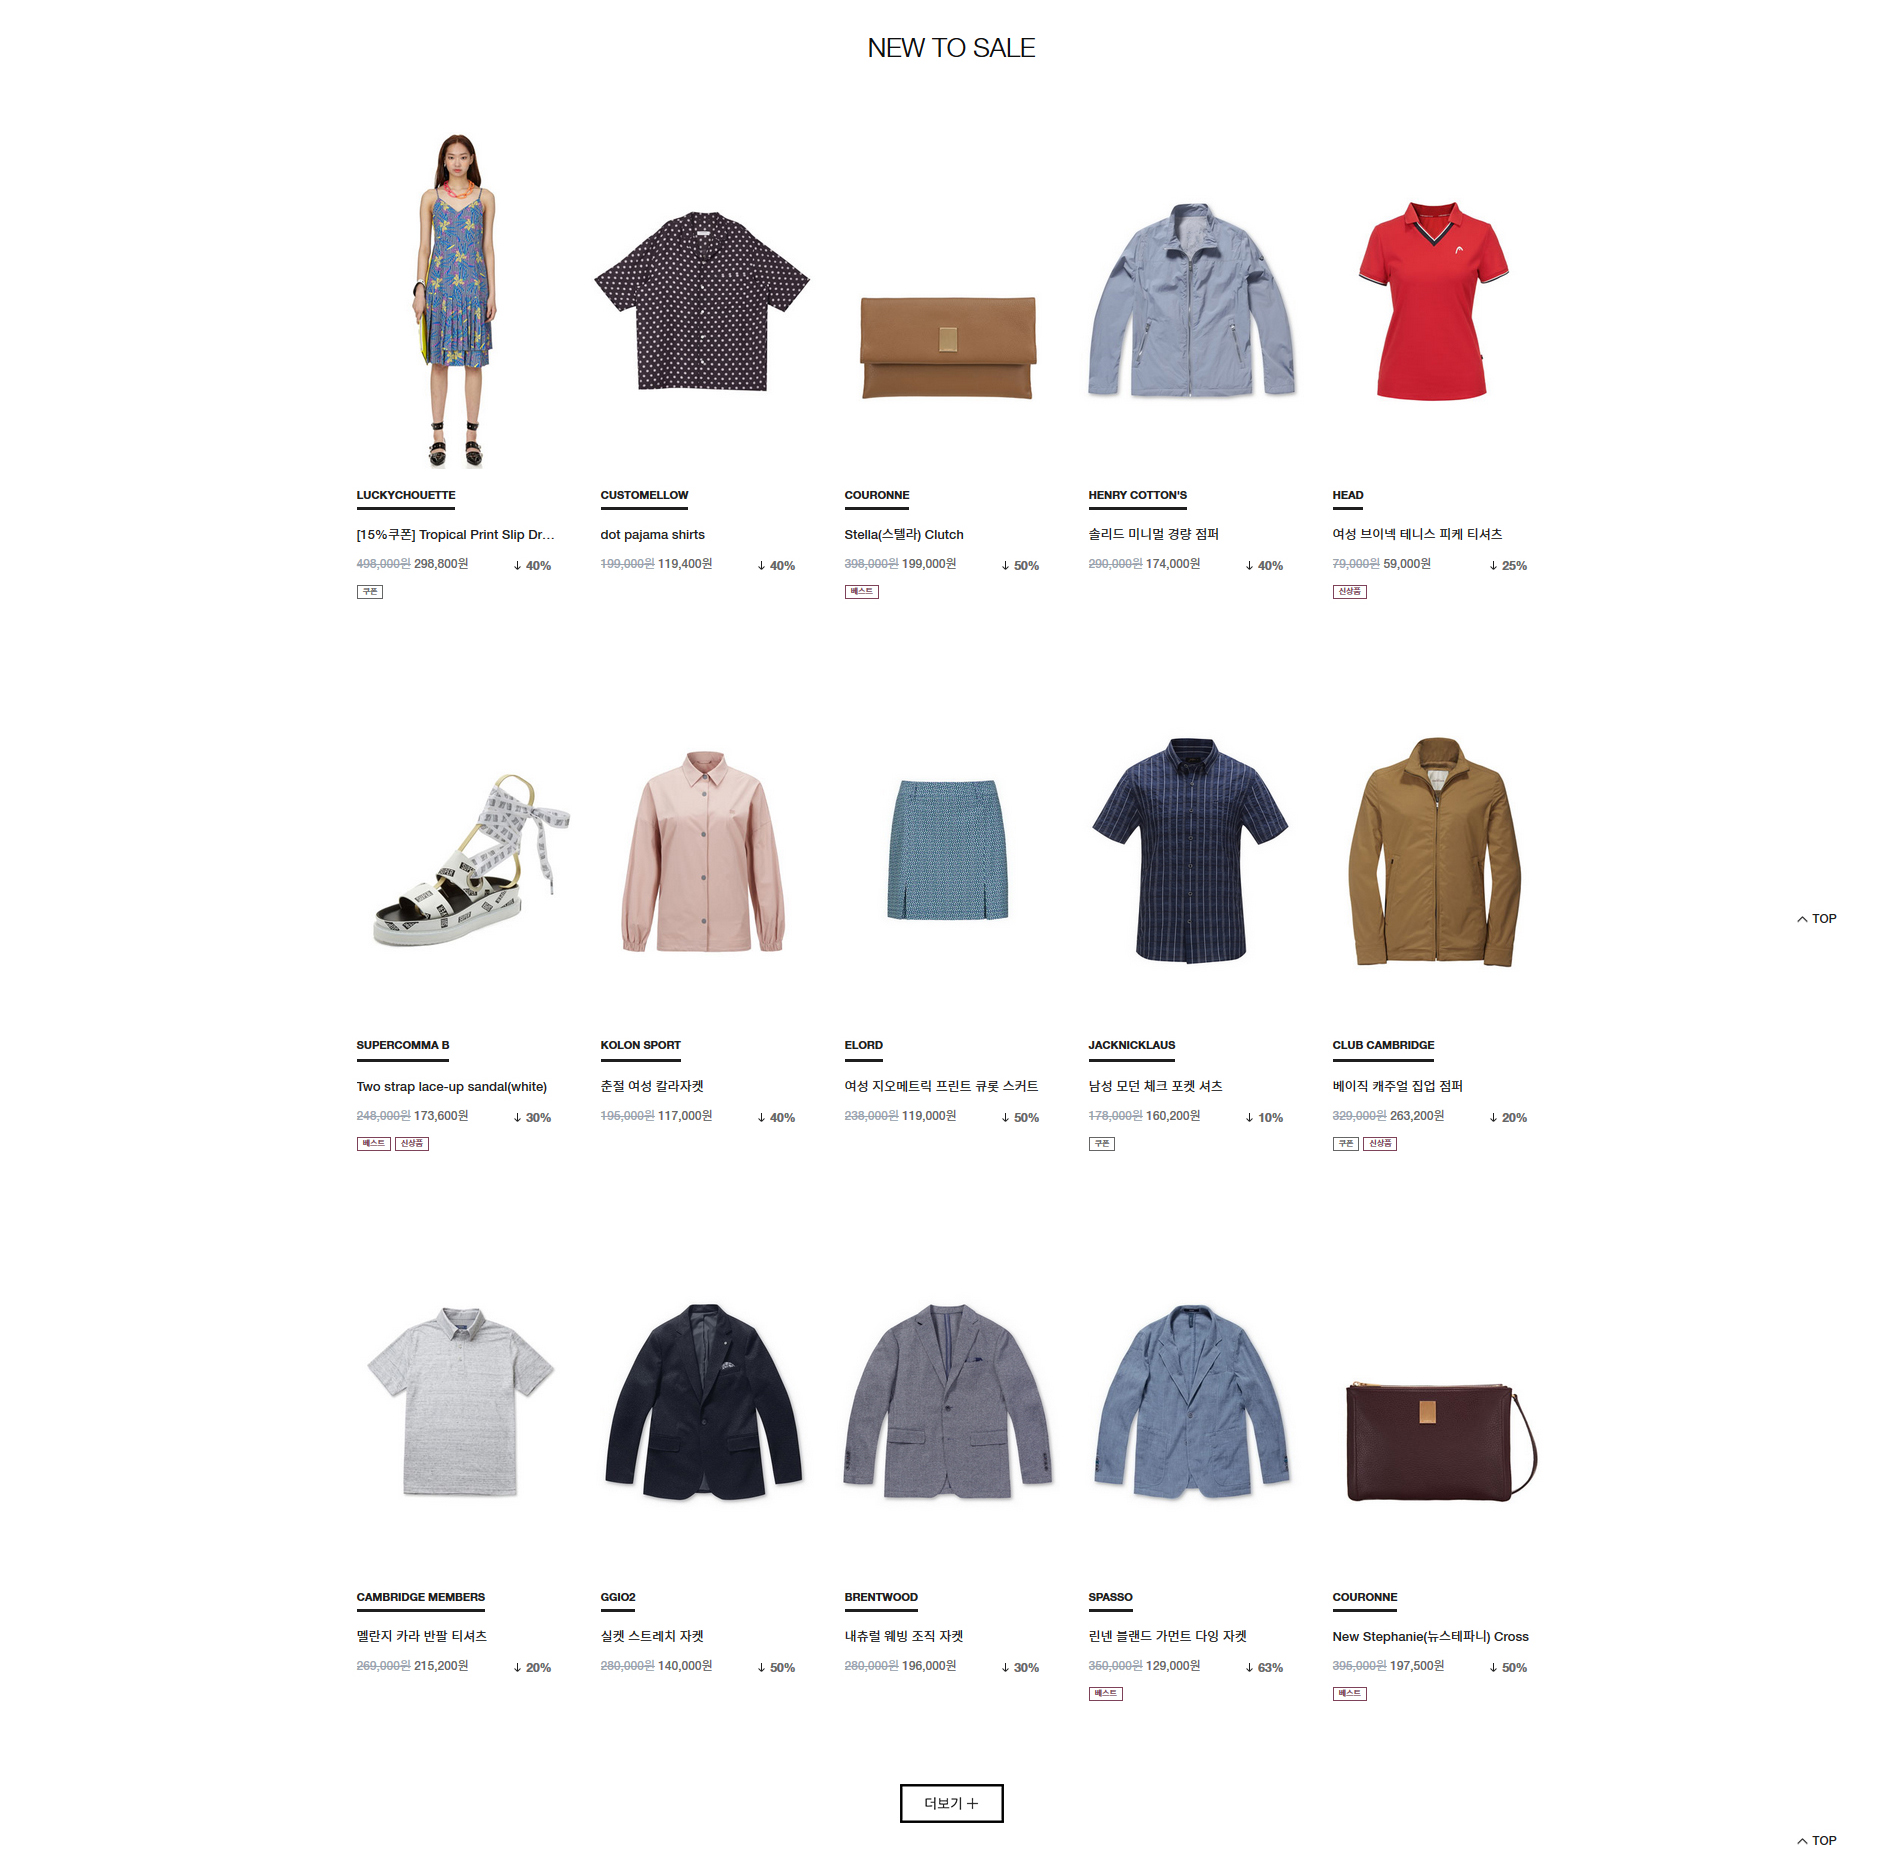 NEW TO SALE
LUCKYCHOUETTE
[15%쿠폰] Tropical Print Slip Dr...
498,000원 298,800원 ↓ 40%
쿠폰
CUSTOMELLOW
dot pajama shirts
199,000원 119,400원 ↓ 40%
COURONNE
Stella(스텔라) Clutch
398,000원 199,000원 ↓ 50%
베스트
HENRY COTTON'S
솔리드 미니멀 경량 점퍼
290,000원 174,000원 ↓ 40%
HEAD
여성 브이넥 테니스 피케 티셔츠
79,000원 59,000원 ↓ 25%
신상품
SUPERCOMMA B
Two strap lace-up sandal(white)
248,000원 173,600원 ↓ 30%
베스트 신상품
KOLON SPORT
춘절 여성 칼라자켓
195,000원 117,000원 ↓ 40%
ELORD
여성 지오메트릭 프린트 큐롯 스커트
238,000원 119,000원 ↓ 50%
JACKNICKLAUS
남성 모던 체크 포켓 셔츠
178,000원 160,200원 ↓ 10%
쿠폰
CLUB CAMBRIDGE
베이직 캐주얼 집업 점퍼
329,000원 263,200원 ↓ 20%
쿠폰 신상품
TOP
CAMBRIDGE MEMBERS
멜란지 카라 반팔 티셔츠
269,000원 215,200원 ↓ 20%
GGIO2
실켓 스트레치 자켓
280,000원 140,000원 ↓ 50%
BRENTWOOD
내츄럴 웨빙 조직 자켓
280,000원 196,000원 ↓ 30%
SPASSO
린넨 블랜드 가먼트 다잉 자켓
350,000원 129,000원 ↓ 63%
베스트
COURONNE
New Stephanie(뉴스테파니) Cross
395,000원 197,500원 ↓ 50%
베스트
더보기 +
TOP